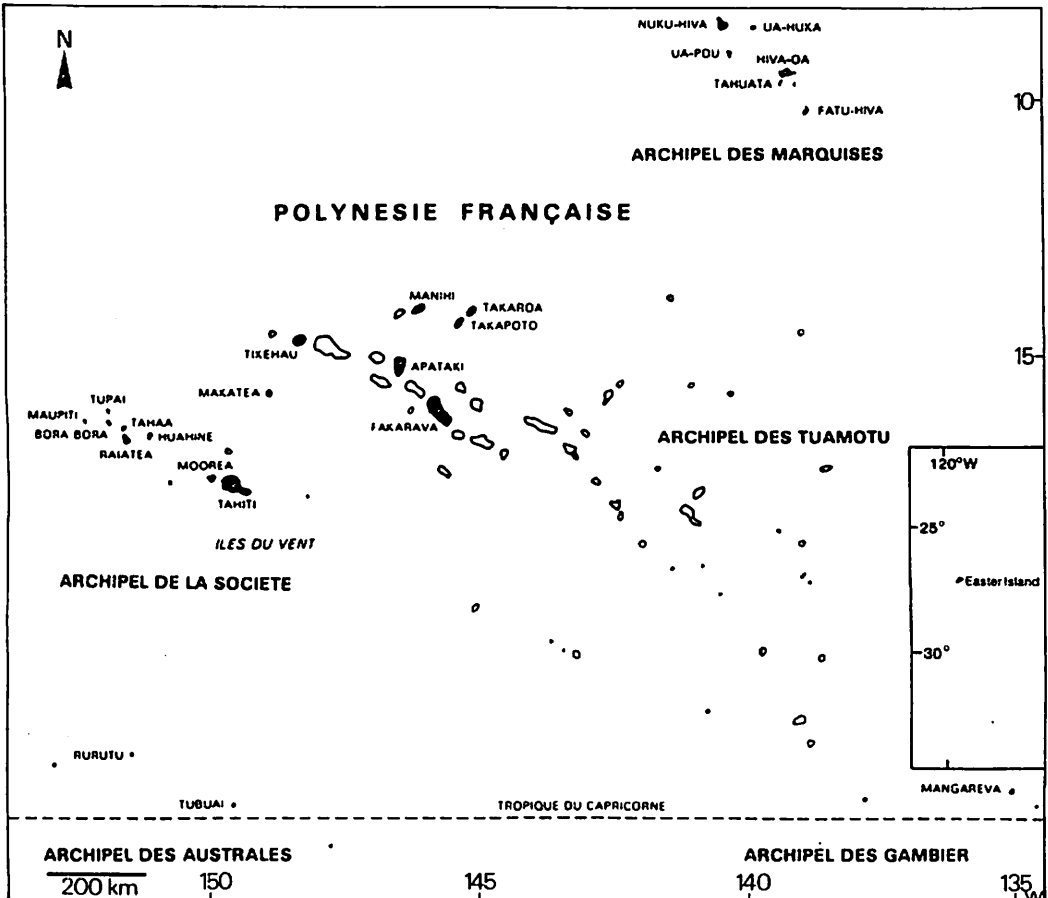 N
NUKU-HIVA
UA-HUKA
UA-POU
HIVA-OA
TAHUATA
FATU-HIVA
10
ARCHIPEL DES MARQUISES
POLYNESIE FRANÇAISE
MANIHI
TAKAROA
TAKAPOTO
TIKEHAU
APATAKI
15
MAKATEA
FAKARAVA
TUPAI
MAUPITI
TAHAA
BORA BORA
HUAHINE
RAIATEA
MOOREA
TAHITI
ARCHIPEL DES TUAMOTU
120°W
25°
Easter Island
30°
ILES DU VENT
ARCHIPEL DE LA SOCIETE
RURUTU
TUBUAI
TROPIQUE DU CAPRICORNE
MANGAREVA
ARCHIPEL DES AUSTRALES
ARCHIPEL DES GAMBIER
200 km
150
145
140
135
W